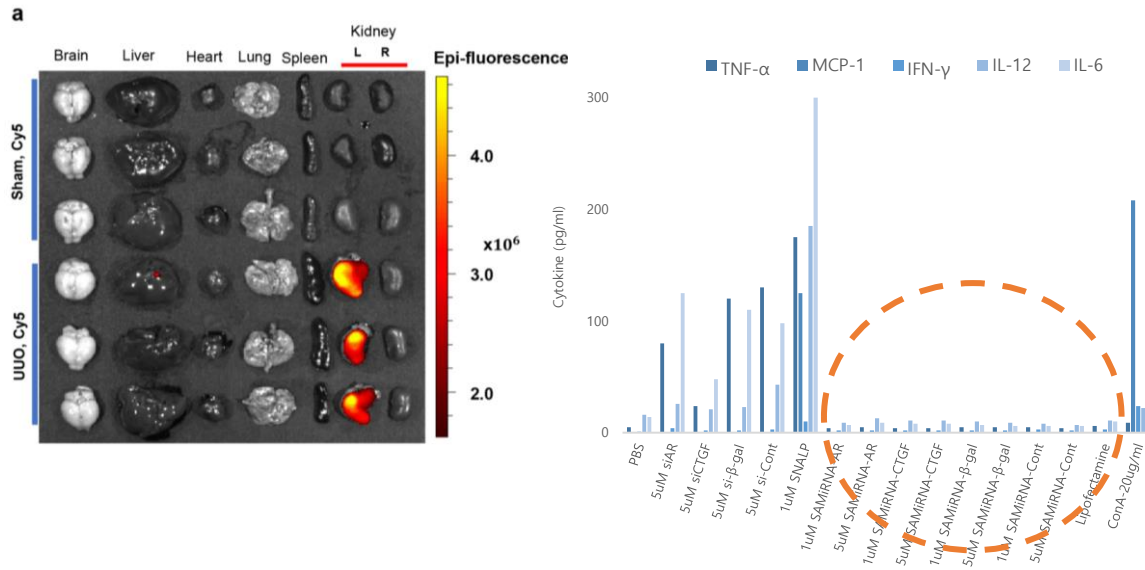 a
Kidney
Brain Liver Heart Lung Spleen L R
Epi-fluorescence
Sham, Cy5
UUO, Cy5
4.0
x10⁶
3.0
2.0
TNF-α MCP-1 IFN-γ IL-12 IL-6
Cytokine (pg/ml)
300
200
100
0
PBS
5uM siAR
5uM siCTGF
5uM si-β-gal
5uM si-Cont
1uM SNALP
1uM SAMiRNA-AR
5uM SAMiRNA-AR
1uM SAMiRNA-CTGF
5uM SAMiRNA-CTGF
1uM SAMiRNA-β-gal
5uM SAMiRNA-β-gal
1uM SAMiRNA-Cont
5uM SAMiRNA-Cont
Lipofectamine
ConA-20ug/ml